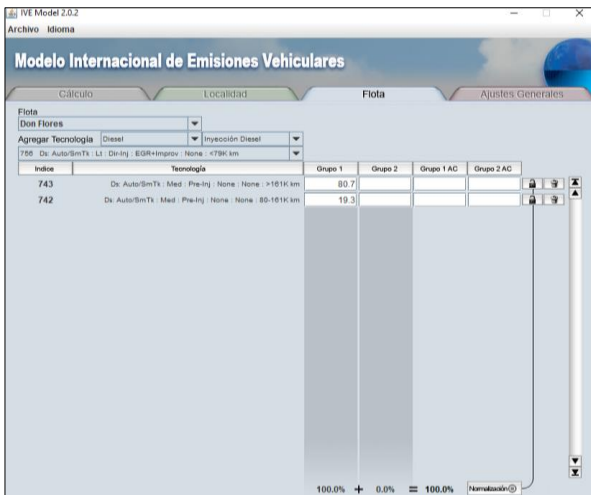 IVE Model 2.0.2
Archivo Idioma
Modelo Internacional de Emisiones Vehiculares
Cálculo Localidad Flota Ajustes Generales
Flota
Don Flores
Agregar Tecnología Diesel Inyección Diesel
766 Ds: Auto/SmTk : Lt : Dir-Inj : EGR+Improv : None : <79K km
Indice Tecnología Grupo 1 Grupo 2 Grupo 1 AC Grupo 2 AC
743 Ds: Auto/SmTk : Med : Pre-Inj : None : None : >161K km 80.7
742 Ds: Auto/SmTk : Med : Pre-Inj : None : None : 80-161K km 19.3
100.0% + 0.0% = 100.0% Normalización